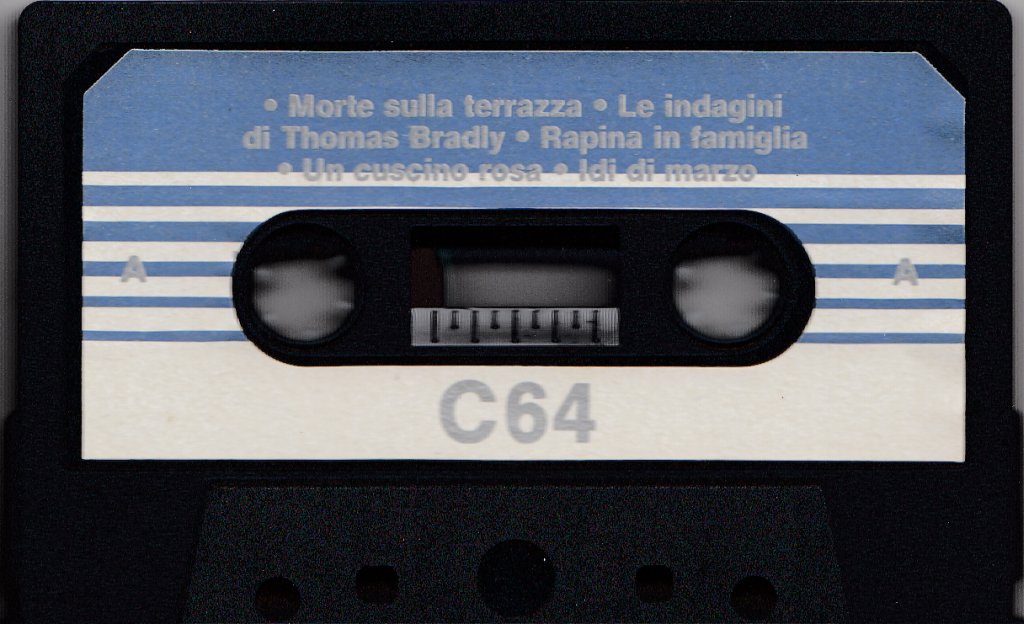 • Morte sulla terrazza • Le indagini
di Thomas Bradly • Rapina in famiglia
• Un cuscino rosa • Idi di marzo
A A
C64